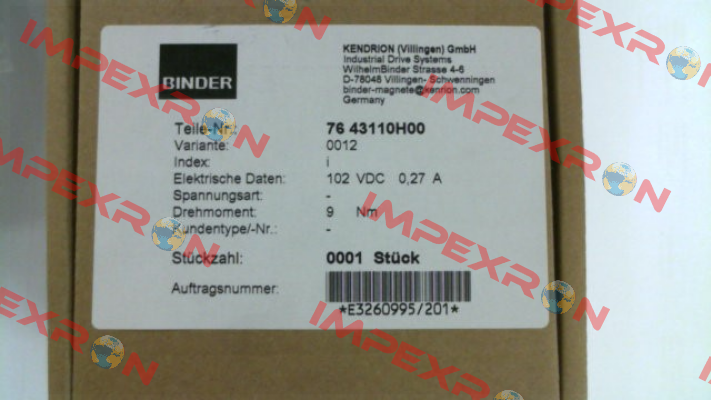 BINDER
KENDRION (Villingen) GmbH
Industrial Drive Systems
WilhelmBinder Strasse 4-6
D-78048 Villingen- Schwenningen
binder-magnete@kendrion.com
Germany
Teile-Nr.: 76 43110H00
Variante: 0012
Index: i
Elektrische Daten: 102 VDC 0,27 A
Spannungsart: -
Drehmoment: 9 Nm
Kundentype/-Nr.: -
Stückzahl: 0001 Stück
Auftragsnummer:
*E3260995/201*
IMPEXRON
IMPEXRON
IMPEXRON
IMPEXRON
IMPEXRON
IMPEXRON